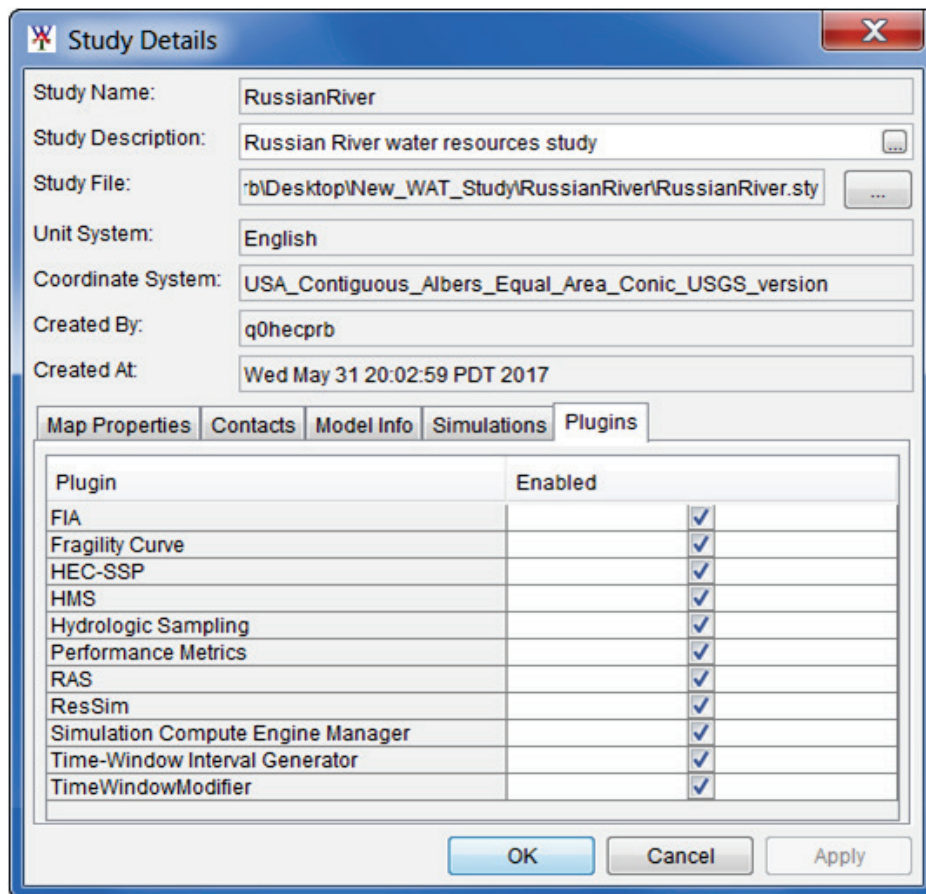 Study Details
Study Name: RussianRiver
Study Description: Russian River water resources study ...
Study File: rb\Desktop\New_WAT_Study\RussianRiver\RussianRiver.sty ...
Unit System: English
Coordinate System: USA_Contiguous_Albers_Equal_Area_Conic_USGS_version
Created By: q0hecprb
Created At: Wed May 31 20:02:59 PDT 2017
Map Properties Contacts Model Info Simulations Plugins
Plugin Enabled
FIA
Fragility Curve
HEC-SSP
HMS
Hydrologic Sampling
Performance Metrics
RAS
ResSim
Simulation Compute Engine Manager
Time-Window Interval Generator
TimeWindowModifier
OK Cancel Apply